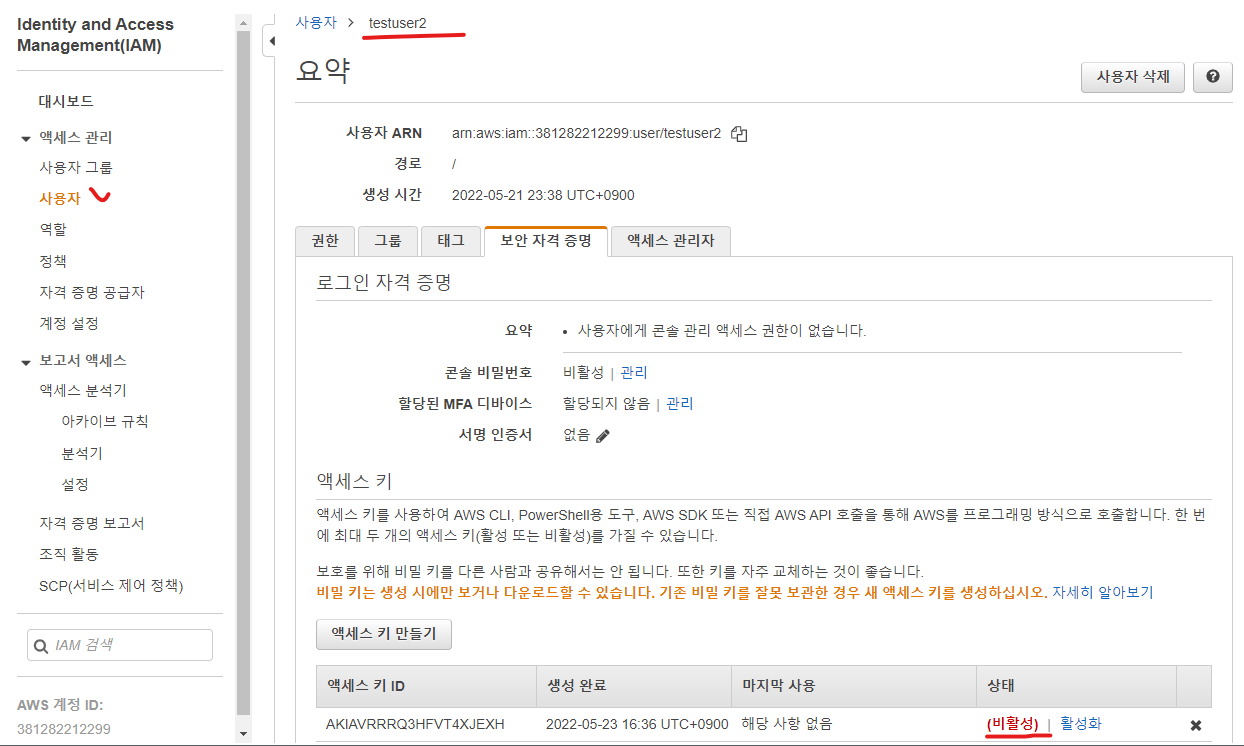 Identity and Access
Management(IAM)
대시보드
액세스 관리
사용자 그룹
사용자
역할
정책
자격 증명 공급자
계정 설정
보고서 액세스
액세스 분석기
아카이브 규칙
분석기
설정
자격 증명 보고서
조직 활동
SCP(서비스 제어 정책)
IAM 검색
AWS 계정 ID:
381282212299
사용자 > testuser2
요약
사용자 삭제 ?
사용자 ARN arn:aws:iam::381282212299:user/testuser2
경로 /
생성 시간 2022-05-21 23:38 UTC+0900
권한 그룹 태그 보안 자격 증명 액세스 관리자
로그인 자격 증명
요약 • 사용자에게 콘솔 관리 액세스 권한이 없습니다.
콘솔 비밀번호 비활성 | 관리
할당된 MFA 디바이스 할당되지 않음 | 관리
서명 인증서 없음
액세스 키
액세스 키를 사용하여 AWS CLI, PowerShell용 도구, AWS SDK 또는 직접 AWS API 호출을 통해 AWS를 프로그래밍 방식으로 호출합니다. 한 번
에 최대 두 개의 액세스 키(활성 또는 비활성)를 가질 수 있습니다.
보호를 위해 비밀 키를 다른 사람과 공유해서는 안 됩니다. 또한 키를 자주 교체하는 것이 좋습니다.
비밀 키는 생성 시에만 보거나 다운로드할 수 있습니다. 기존 비밀 키를 잘못 보관한 경우 새 액세스 키를 생성하십시오. 자세히 알아보기
액세스 키 만들기
액세스 키 ID 생성 완료 마지막 사용 상태
AKIAVRRRQ3HFVT4XJEXH 2022-05-23 16:36 UTC+0900 해당 사항 없음 (비활성) | 활성화